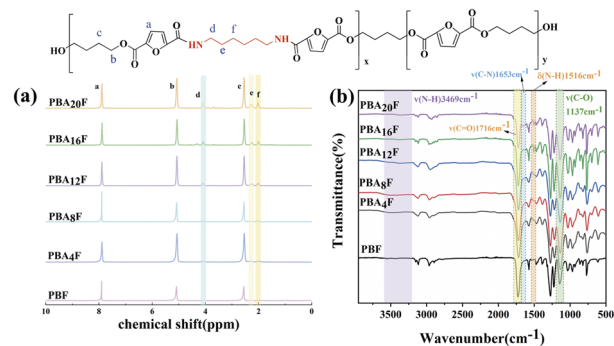 a
c
d
f
HO
O
O
O
NH
e
HN
O
O
O
x
O
O
O
O
O
OH
y
b
(a)
a
b
c
d
e
f
PBA20F
PBA16F
PBA12F
PBA8F
PBA4F
PBF
10
8
6
4
2
0
chemical shift(ppm)
(b)
ν(C-N)1653cm⁻¹
δ(N-H)1516cm⁻¹
PBA20F
ν(N–H)3469cm⁻¹
ν(C-O)
1137cm⁻¹
PBA16F
ν(C=O)1716cm⁻¹
PBA12F
PBA8F
PBA4F
PBF
Transmittance(%)
3500
3000
2500
2000
1500
1000
500
Wavenumber(cm⁻¹)